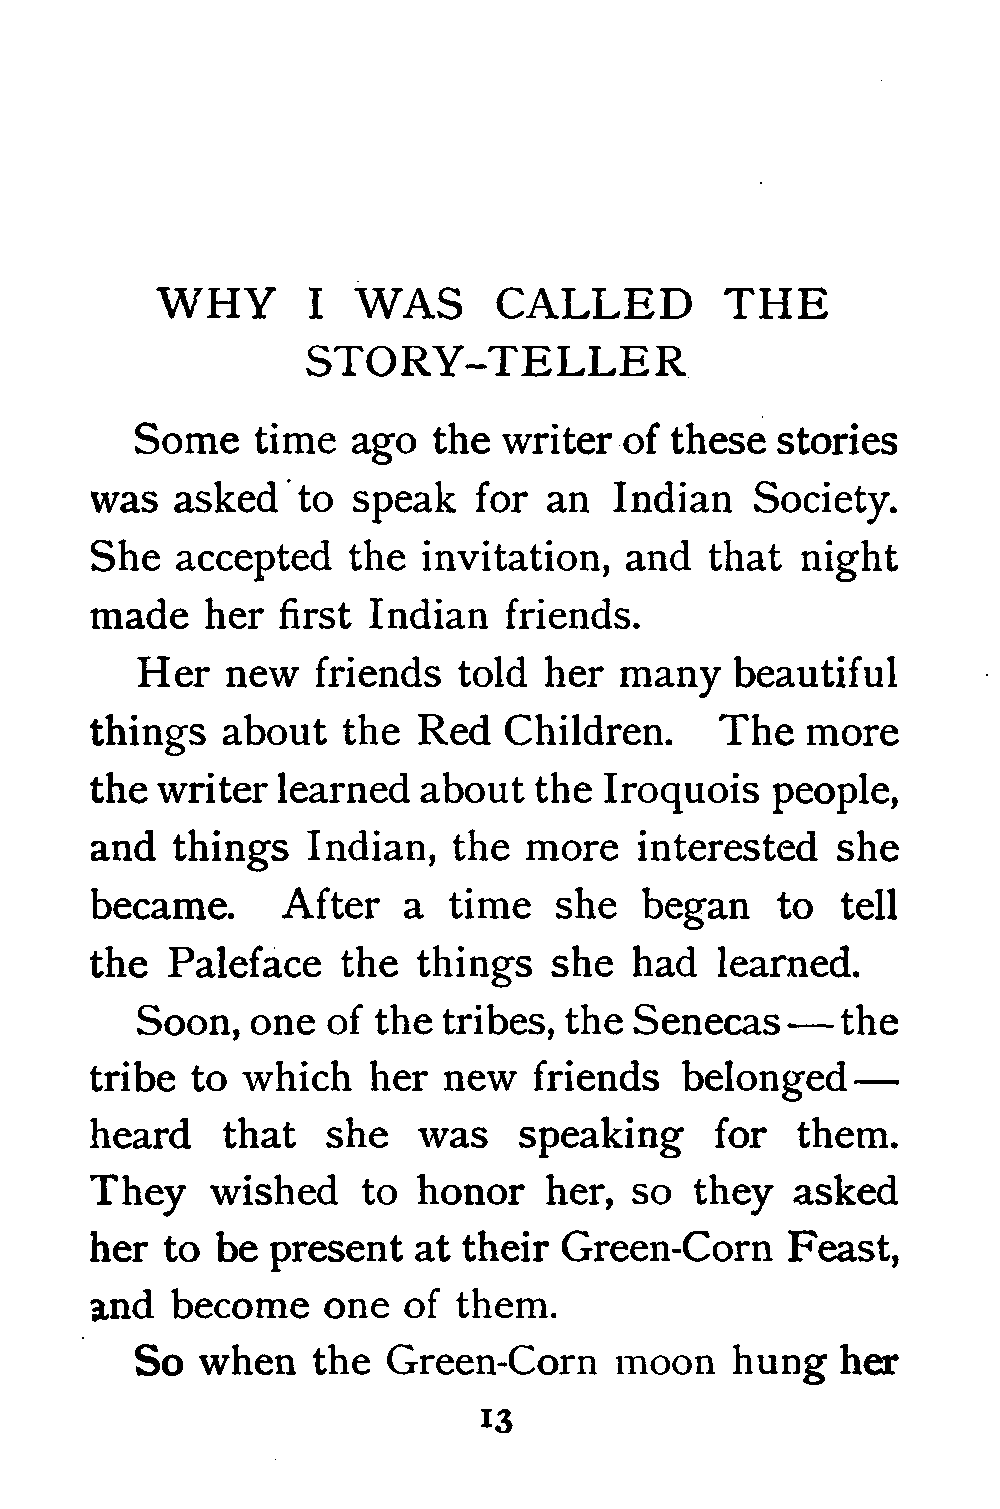 WHY I WAS CALLED THE
STORY-TELLER
Some time ago the writer of these stories
was asked to speak for an Indian Society.
She accepted the invitation, and that night
made her first Indian friends.
Her new friends told her many beautiful
things about the Red Children. The more
the writer learned about the Iroquois people,
and things Indian, the more interested she
became. After a time she began to tell
the Paleface the things she had learned.
Soon, one of the tribes, the Senecas—the
tribe to which her new friends belonged—
heard that she was speaking for them.
They wished to honor her, so they asked
her to be present at their Green-Corn Feast,
and become one of them.
So when the Green-Corn moon hung her
13